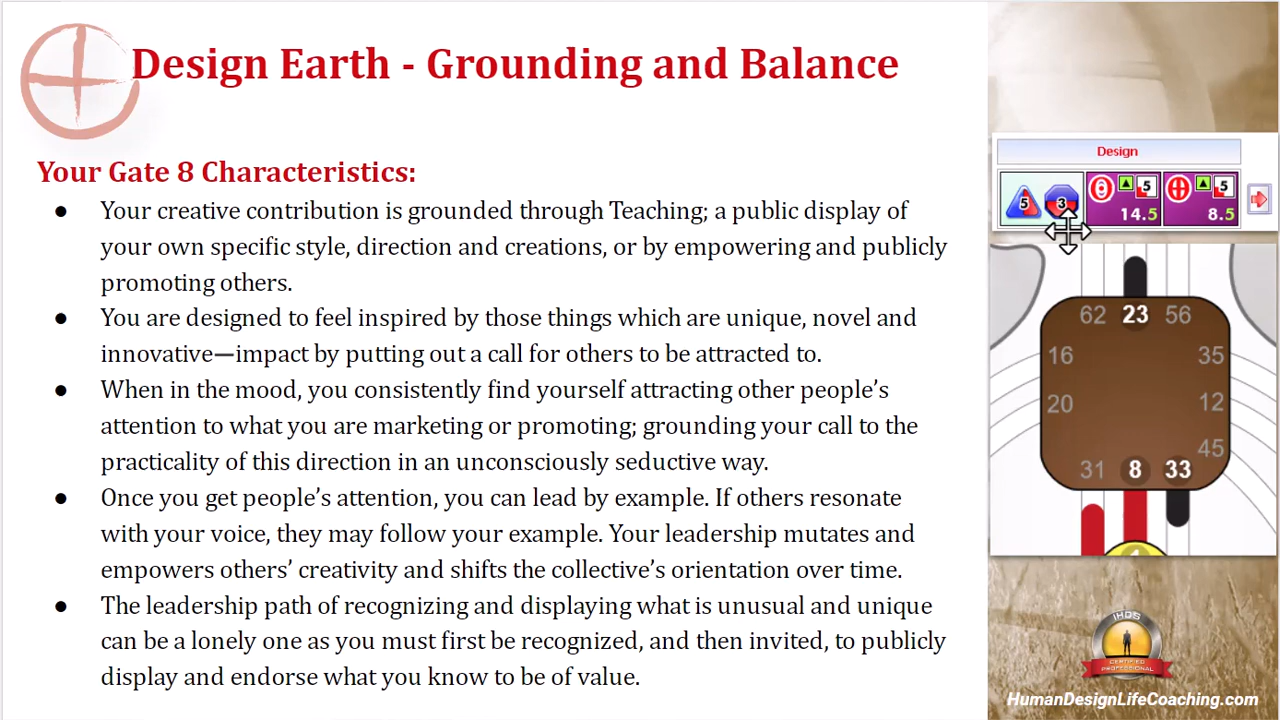 Design Earth - Grounding and Balance
Your Gate 8 Characteristics:
● Your creative contribution is grounded through Teaching; a public display of
your own specific style, direction and creations, or by empowering and publicly
promoting others.
● You are designed to feel inspired by those things which are unique, novel and
innovative—impact by putting out a call for others to be attracted to.
● When in the mood, you consistently find yourself attracting other people's
attention to what you are marketing or promoting; grounding your call to the
practicality of this direction in an unconsciously seductive way.
● Once you get people's attention, you can lead by example. If others resonate
with your voice, they may follow your example. Your leadership mutates and
empowers others' creativity and shifts the collective's orientation over time.
● The leadership path of recognizing and displaying what is unusual and unique
can be a lonely one as you must first be recognized, and then invited, to publicly
display and endorse what you know to be of value.
Design
5 3 5 5
14.5 8.5
62 23 56
16 35
20 12
45
31 8 33
IHDS
CERTIFIED
PROFESSIONAL
HumanDesignLifeCoaching.com